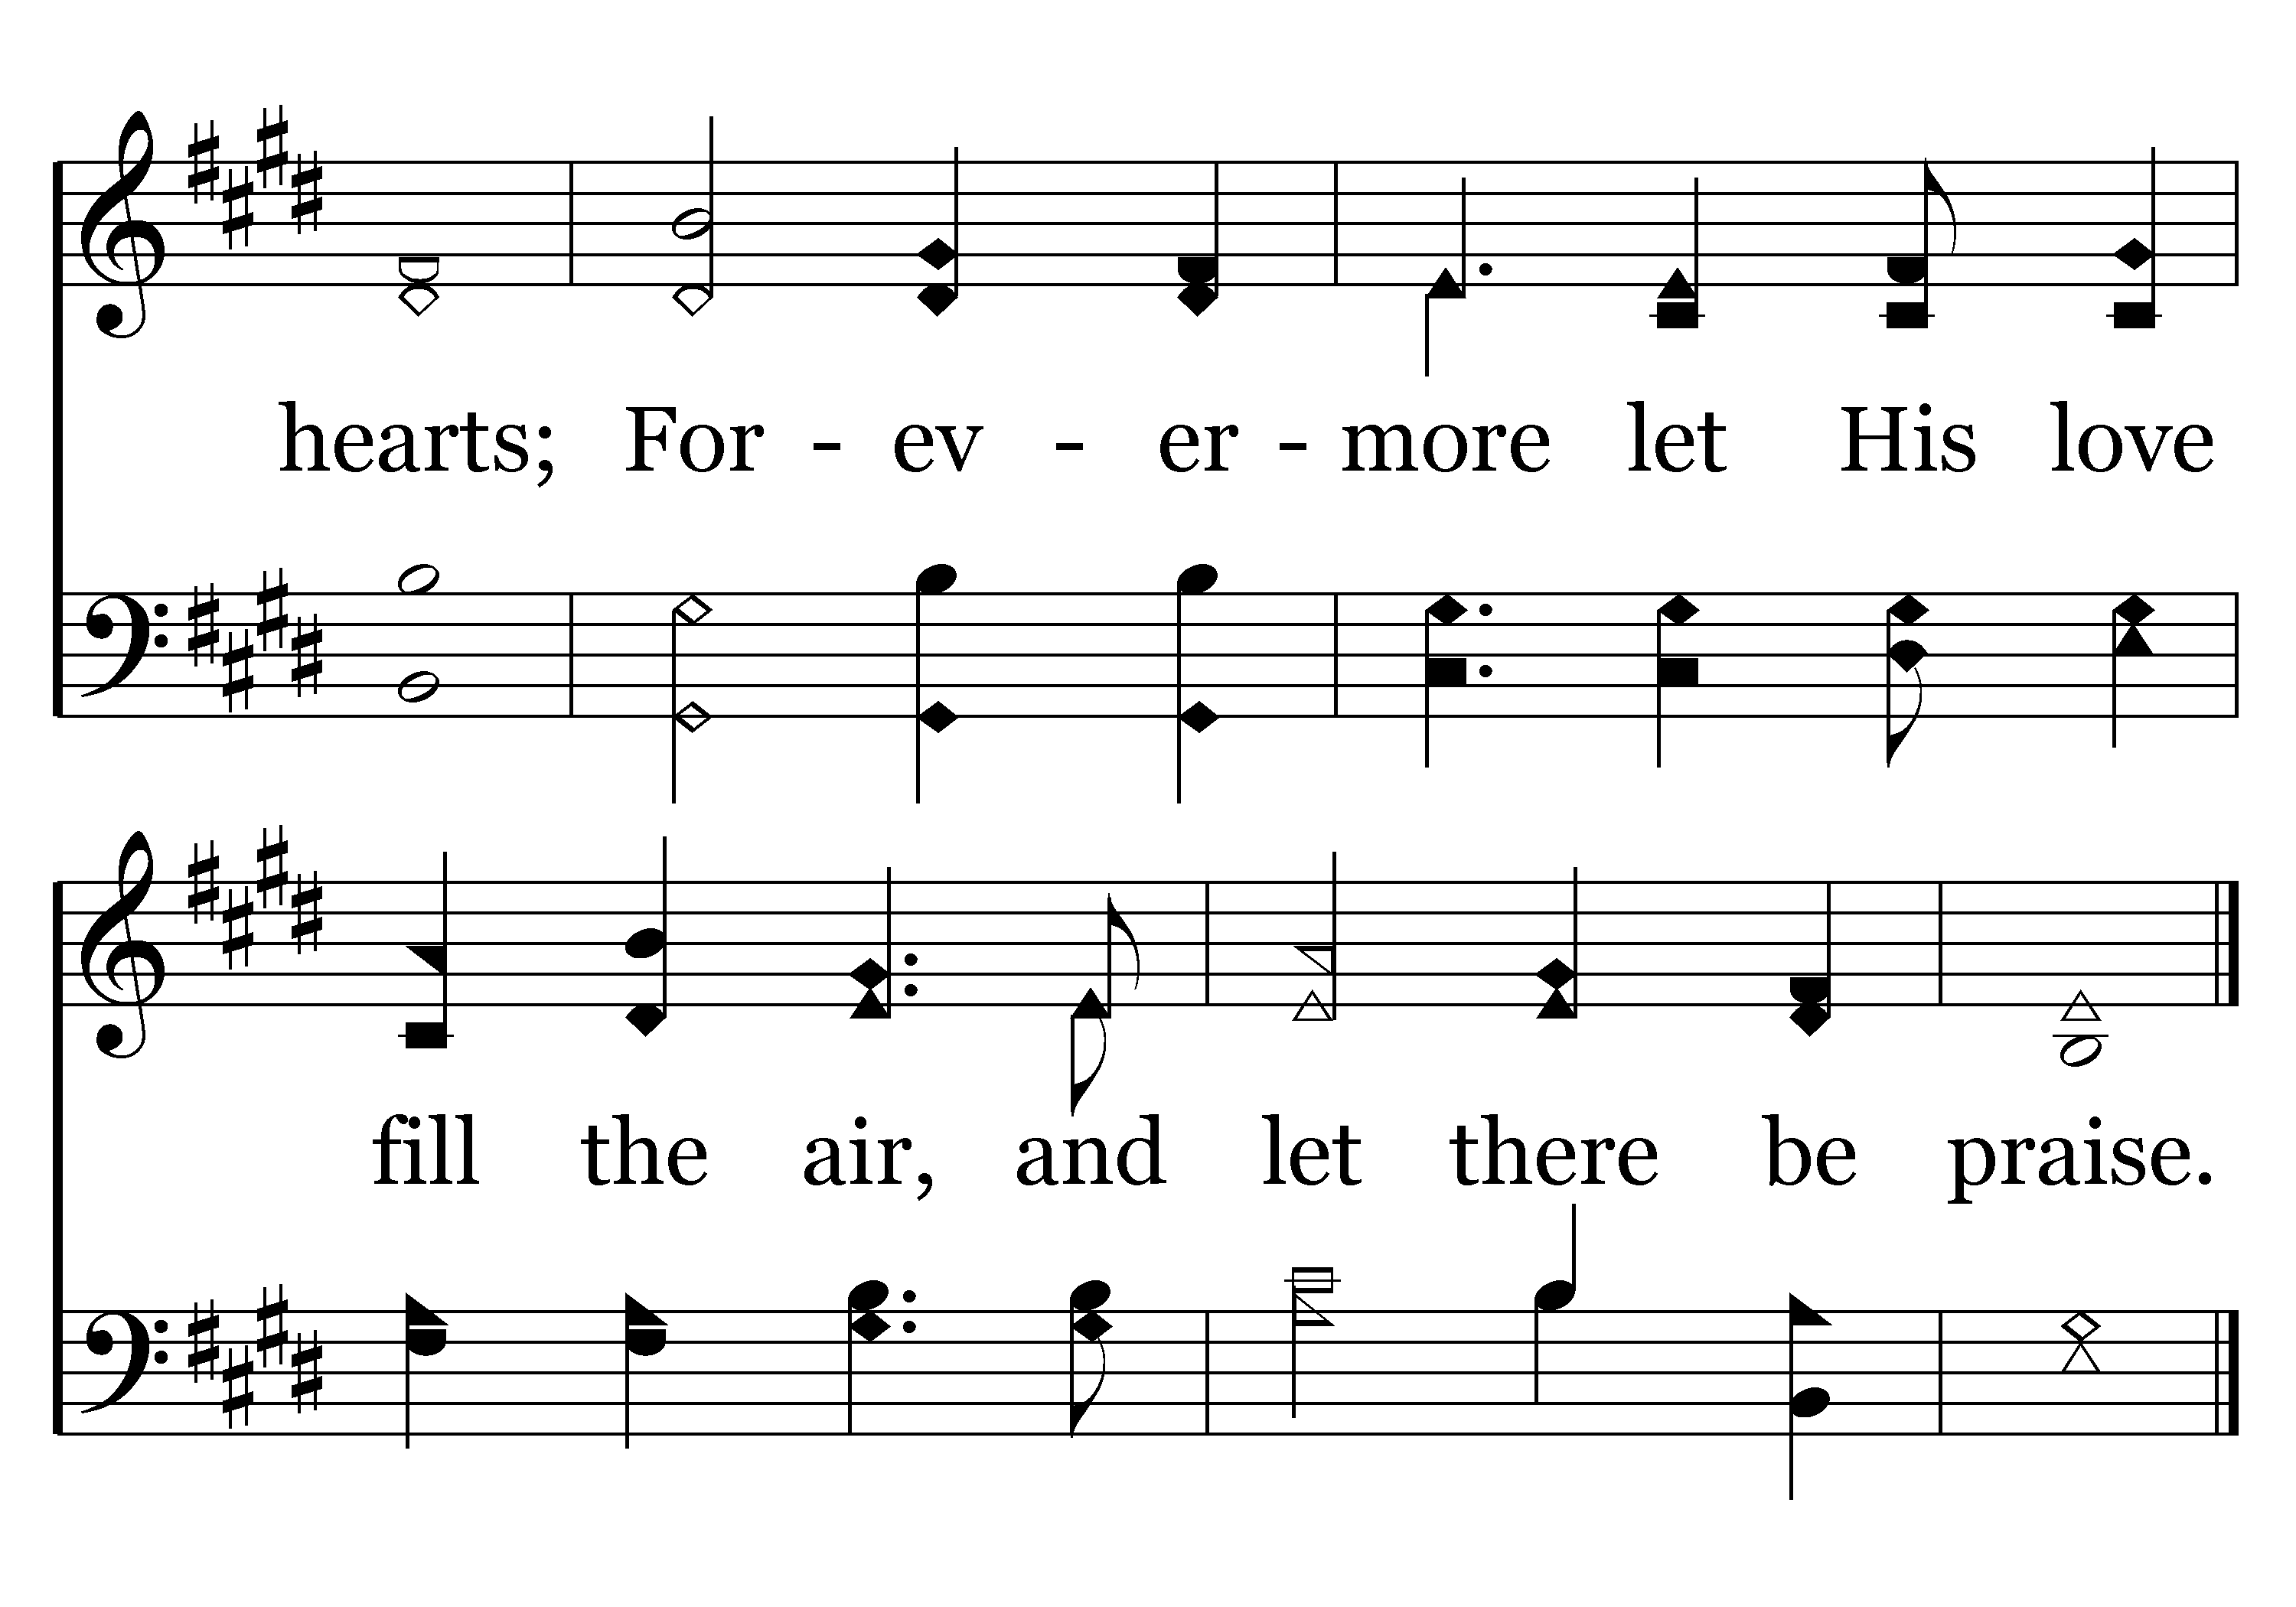 hearts; For - ev - er - more let His love
fill the air, and let there be praise.